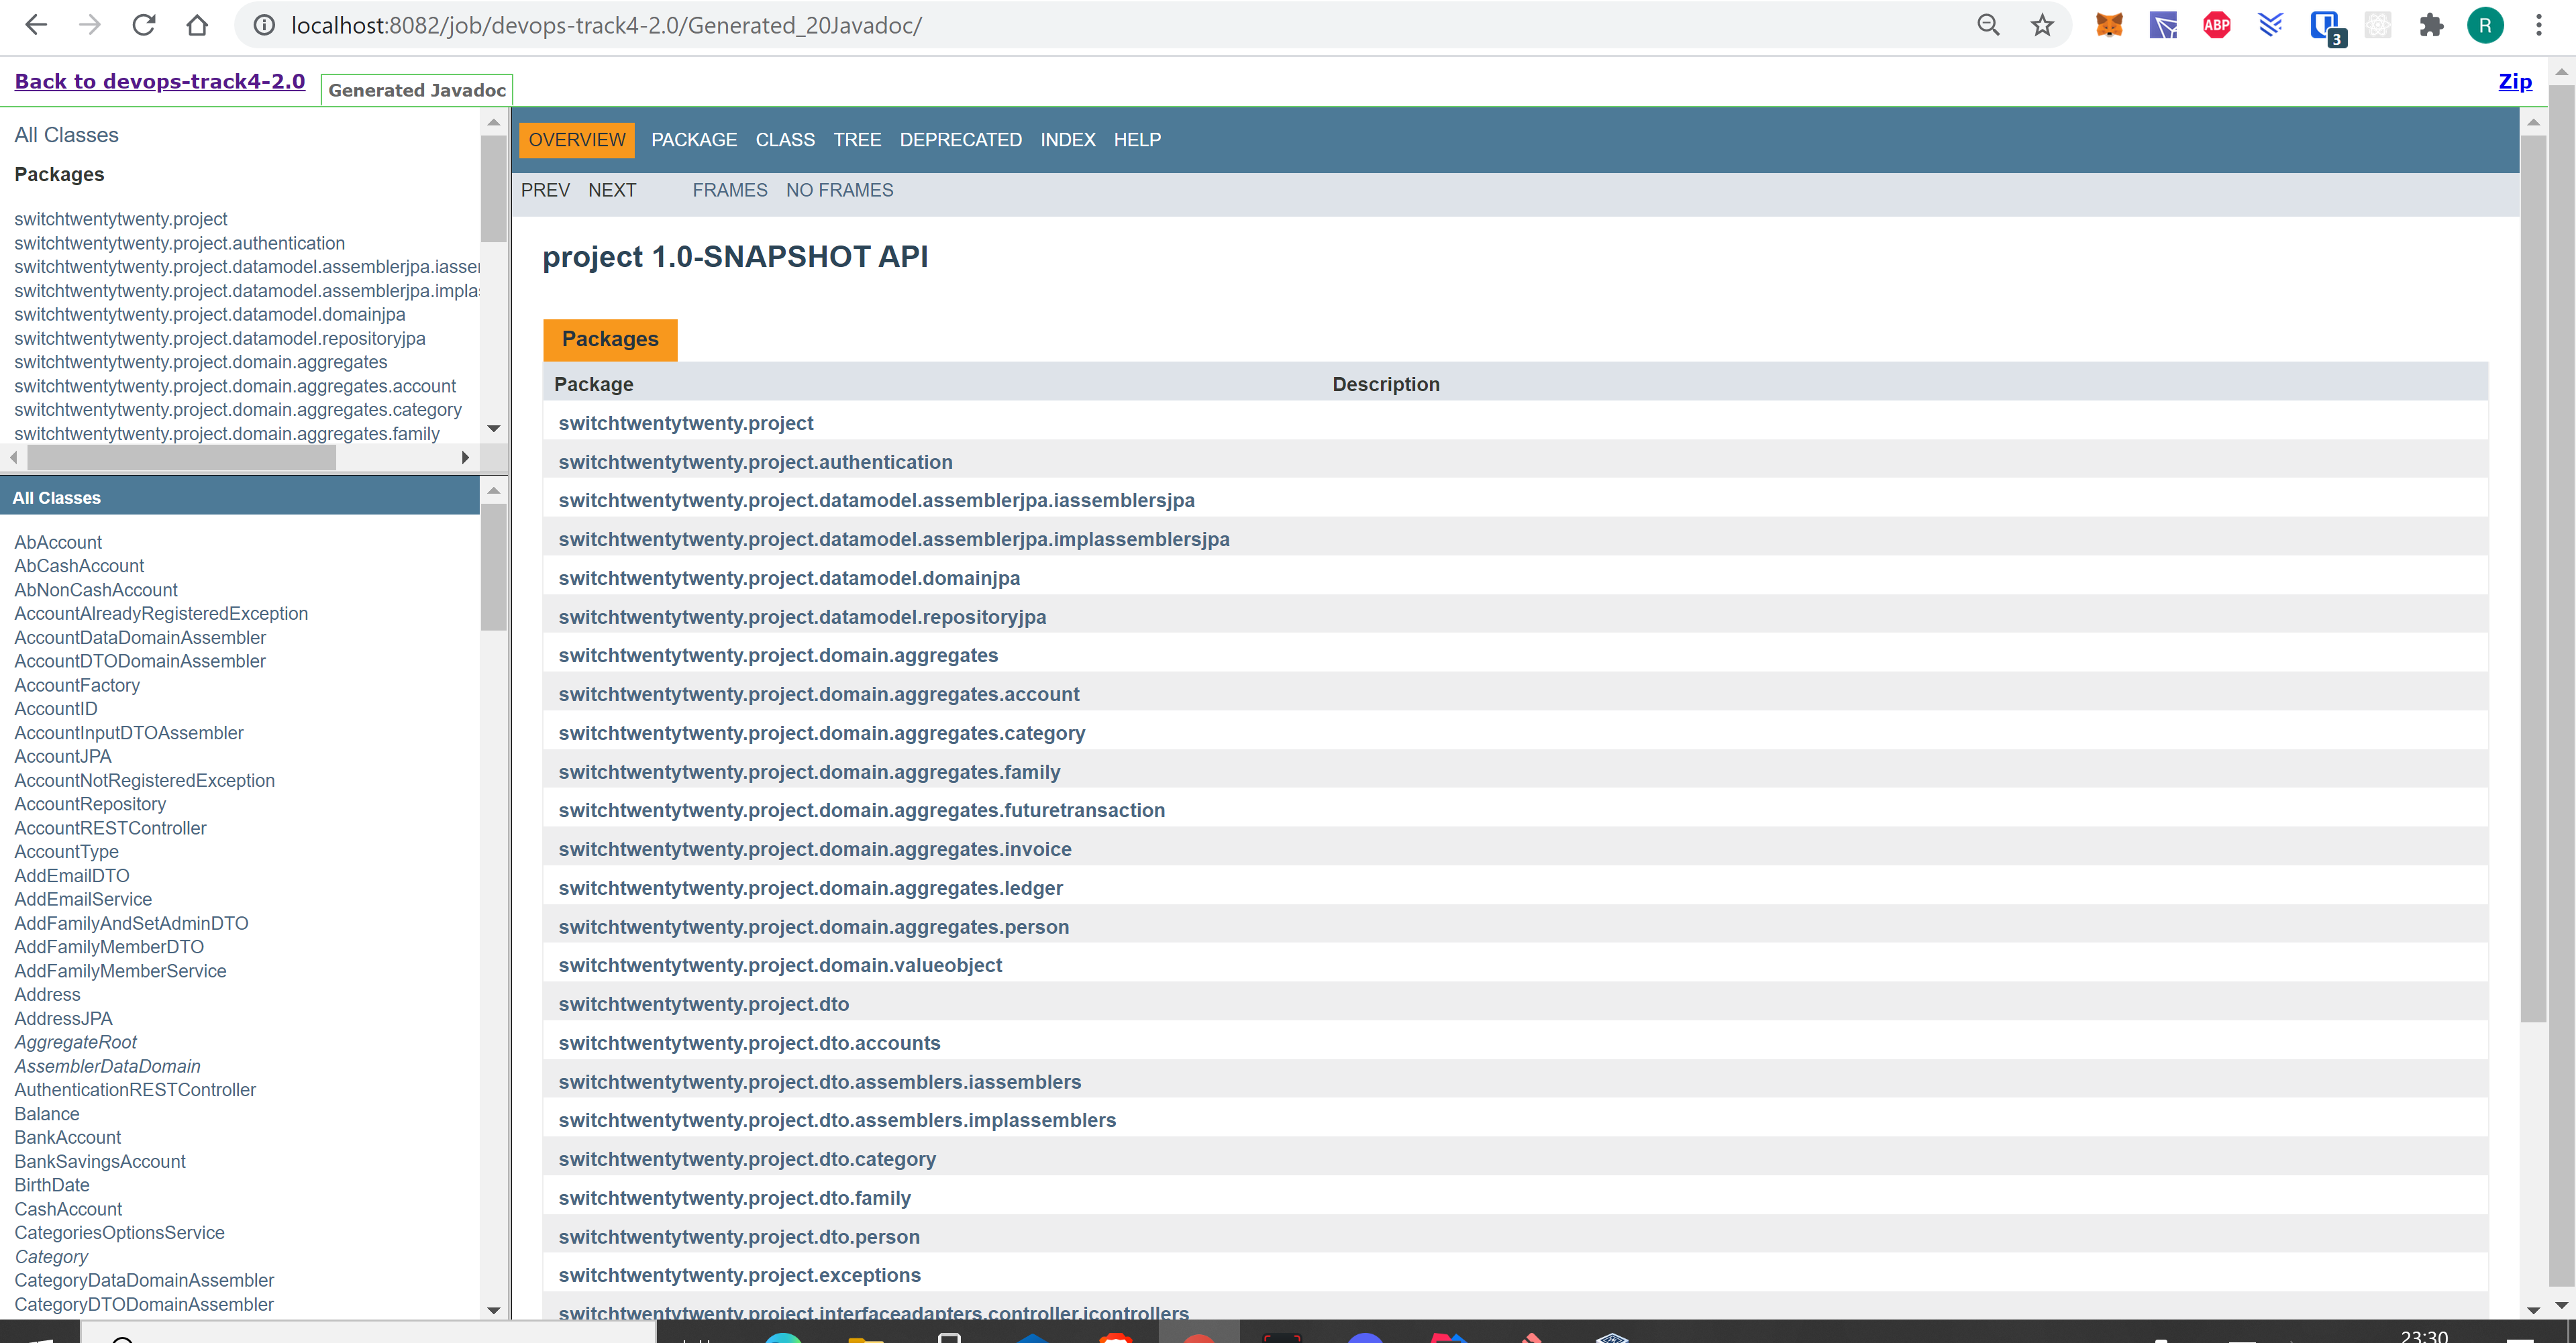 localhost:8082/job/devops-track4-2.0/Generated_20Javadoc/
ABP
3
R
Back to devops-track4-2.0
Generated Javadoc
Zip
All Classes
Packages
switchtwentytwenty.project
switchtwentytwenty.project.authentication
switchtwentytwenty.project.datamodel.assemblerjpa.iasse
switchtwentytwenty.project.datamodel.assemblerjpa.impla
switchtwentytwenty.project.datamodel.domainjpa
switchtwentytwenty.project.datamodel.repositoryjpa
switchtwentytwenty.project.domain.aggregates
switchtwentytwenty.project.domain.aggregates.account
switchtwentytwenty.project.domain.aggregates.category
switchtwentytwenty.project.domain.aggregates.family
All Classes
AbAccount
AbCashAccount
AbNonCashAccount
AccountAlreadyRegisteredException
AccountDataDomainAssembler
AccountDTODomainAssembler
AccountFactory
AccountID
AccountInputDTOAssembler
AccountJPA
AccountNotRegisteredException
AccountRepository
AccountRESTController
AccountType
AddEmailDTO
AddEmailService
AddFamilyAndSetAdminDTO
AddFamilyMemberDTO
AddFamilyMemberService
Address
AddressJPA
AggregateRoot
AssemblerDataDomain
AuthenticationRESTController
Balance
BankAccount
BankSavingsAccount
BirthDate
CashAccount
CategoriesOptionsService
Category
CategoryDataDomainAssembler
CategoryDTODomainAssembler
OVERVIEW PACKAGE CLASS TREE DEPRECATED INDEX HELP
PREV NEXT FRAMES NO FRAMES
project 1.0-SNAPSHOT API
Packages
Package Description
switchtwentytwenty.project
switchtwentytwenty.project.authentication
switchtwentytwenty.project.datamodel.assemblerjpa.iassemblersjpa
switchtwentytwenty.project.datamodel.assemblerjpa.implassemblersjpa
switchtwentytwenty.project.datamodel.domainjpa
switchtwentytwenty.project.datamodel.repositoryjpa
switchtwentytwenty.project.domain.aggregates
switchtwentytwenty.project.domain.aggregates.account
switchtwentytwenty.project.domain.aggregates.category
switchtwentytwenty.project.domain.aggregates.family
switchtwentytwenty.project.domain.aggregates.futuretransaction
switchtwentytwenty.project.domain.aggregates.invoice
switchtwentytwenty.project.domain.aggregates.ledger
switchtwentytwenty.project.domain.aggregates.person
switchtwentytwenty.project.domain.valueobject
switchtwentytwenty.project.dto
switchtwentytwenty.project.dto.accounts
switchtwentytwenty.project.dto.assemblers.iassemblers
switchtwentytwenty.project.dto.assemblers.implassemblers
switchtwentytwenty.project.dto.category
switchtwentytwenty.project.dto.family
switchtwentytwenty.project.dto.person
switchtwentytwenty.project.exceptions
switchtwentytwenty.project.interfaceadapters.controller.icontrollers
23:30